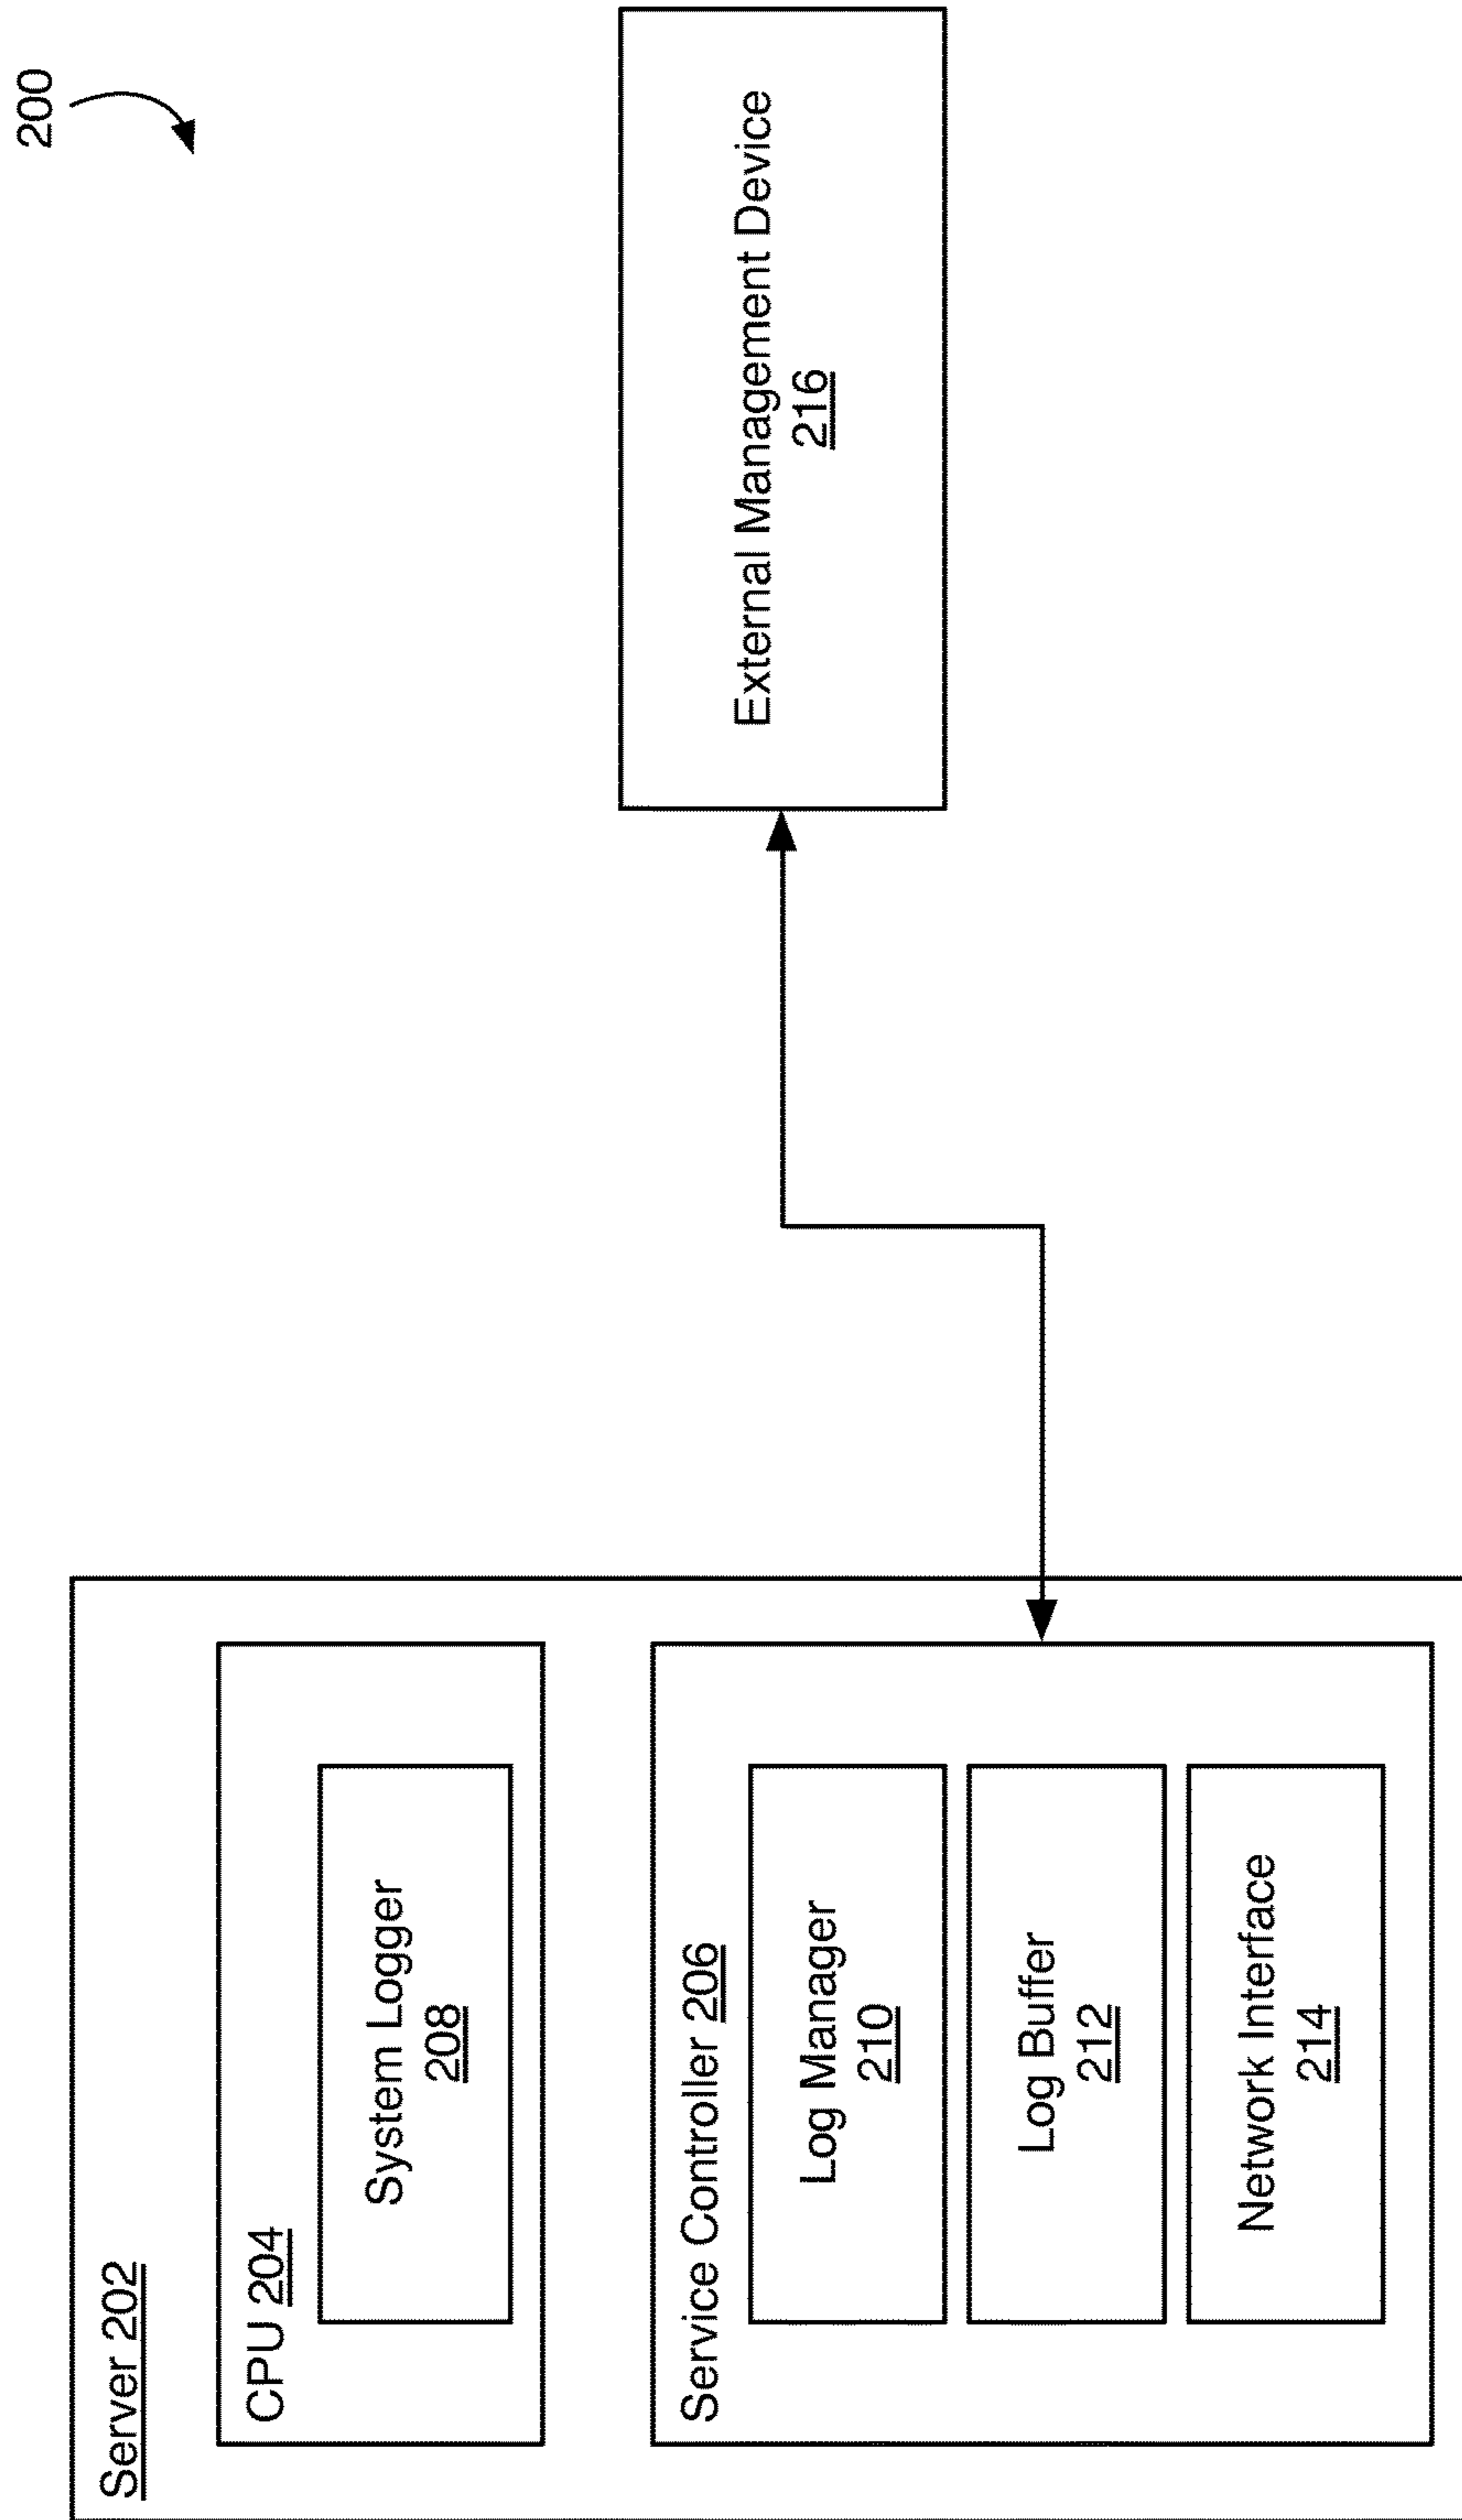 200
Server 202
CPU 204
System Logger
208
Service Controller 206
Log Manager
210
Log Buffer
212
Network Interface
214
External Management Device
216